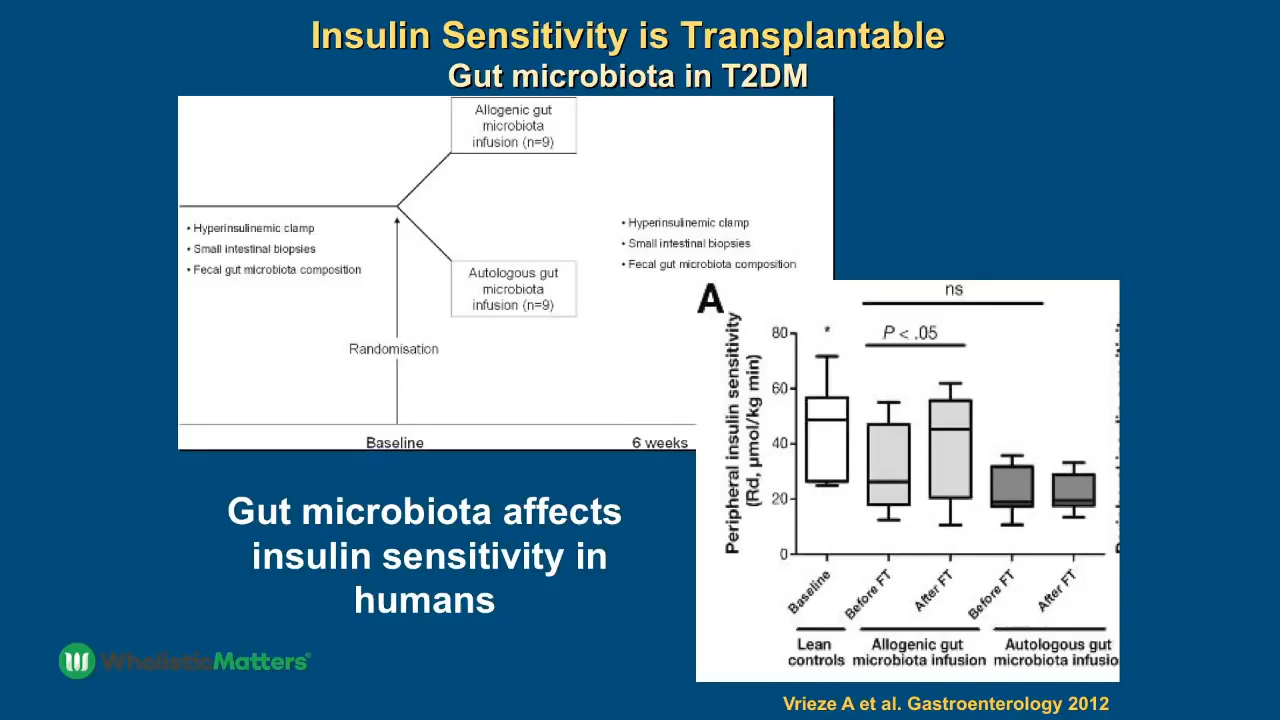 Insulin Sensitivity is Transplantable
Gut microbiota in T2DM
Allogenic gut
microbiota
infusion (n=9)
• Hyperinsulinemic clamp
• Small intestinal biopsies
• Fecal gut microbiota composition
• Hyperinsulinemic clamp
• Small intestinal biopsies
• Fecal gut microbiota composition
Autologous gut
microbiota
infusion (n=9)
Randomisation
Baseline
6 weeks
A
ns
P < .05
*
Peripheral insulin sensitivity
(Rd, µmol/kg min)
80
60
40
20
0
Baseline
Before FT
After FT
Before FT
After FT
Lean
controls
Allogenic gut
microbiota infusion
Autologous gut
microbiota infusio
Gut microbiota affects
insulin sensitivity in
humans
WholisticMatters®
Vrieze A et al. Gastroenterology 2012